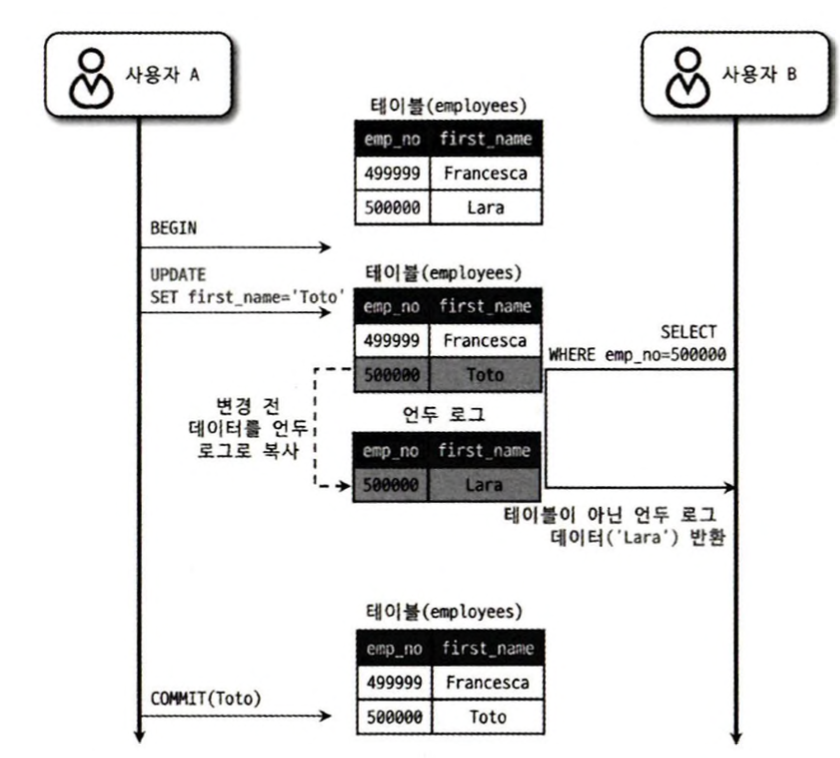 사용자 A
사용자 B
테이블(employees)
emp_no first_name
499999 Francesca
500000 Lara
BEGIN
UPDATE
SET first_name='Toto'
테이블(employees)
emp_no first_name
499999 Francesca
500000 Toto
SELECT
WHERE emp_no=500000
변경 전
데이터를 언두
로그로 복사
언두 로그
emp_no first_name
500000 Lara
테이블이 아닌 언두 로그
데이터('Lara') 반환
테이블(employees)
emp_no first_name
499999 Francesca
500000 Toto
COMMIT(Toto)